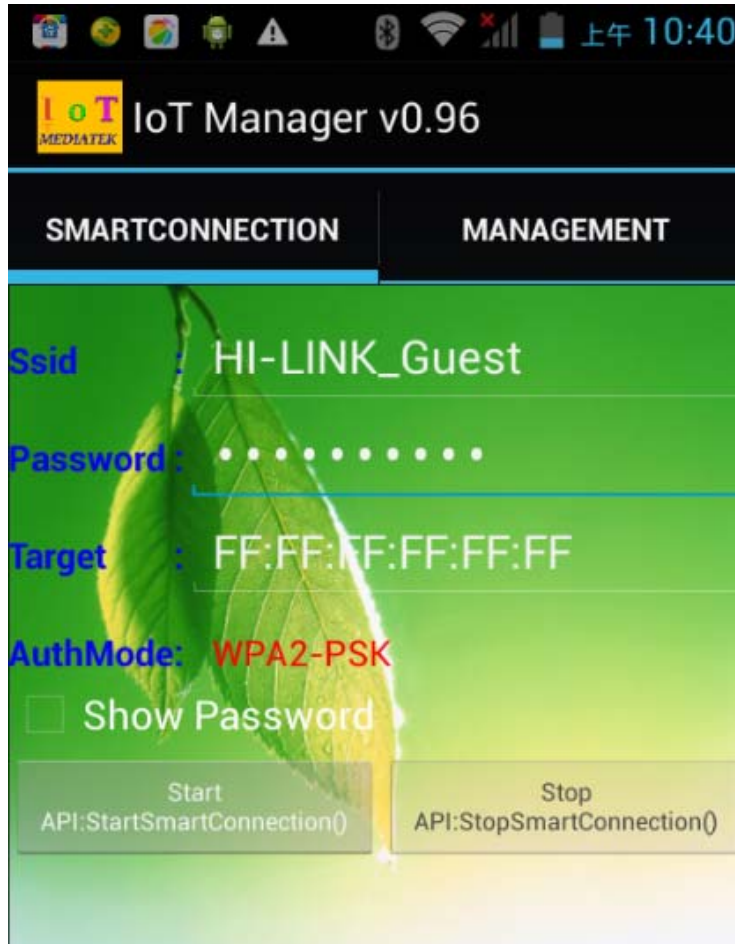 上午 10:40
IoT
MEDIATEK
IoT Manager v0.96
SMARTCONNECTION
MANAGEMENT
Ssid : HI-LINK_Guest
Password : ••••••••••
Target : FF:FF:FF:FF:FF:FF
AuthMode: WPA2-PSK
Show Password
Start
API:StartSmartConnection()
Stop
API:StopSmartConnection()